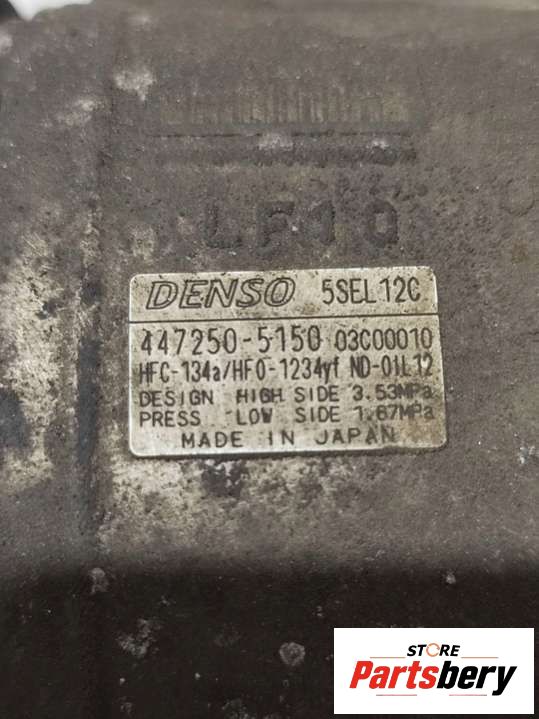 LF10
DENSO 5SEL12C
447250-5150 03C00010
HFC-134a/HFO-1234yf ND-OIL12
DESIGN HIGH SIDE 3.53MPa
PRESS LOW SIDE 1.67MPa
MADE IN JAPAN
STORE
Partsbery